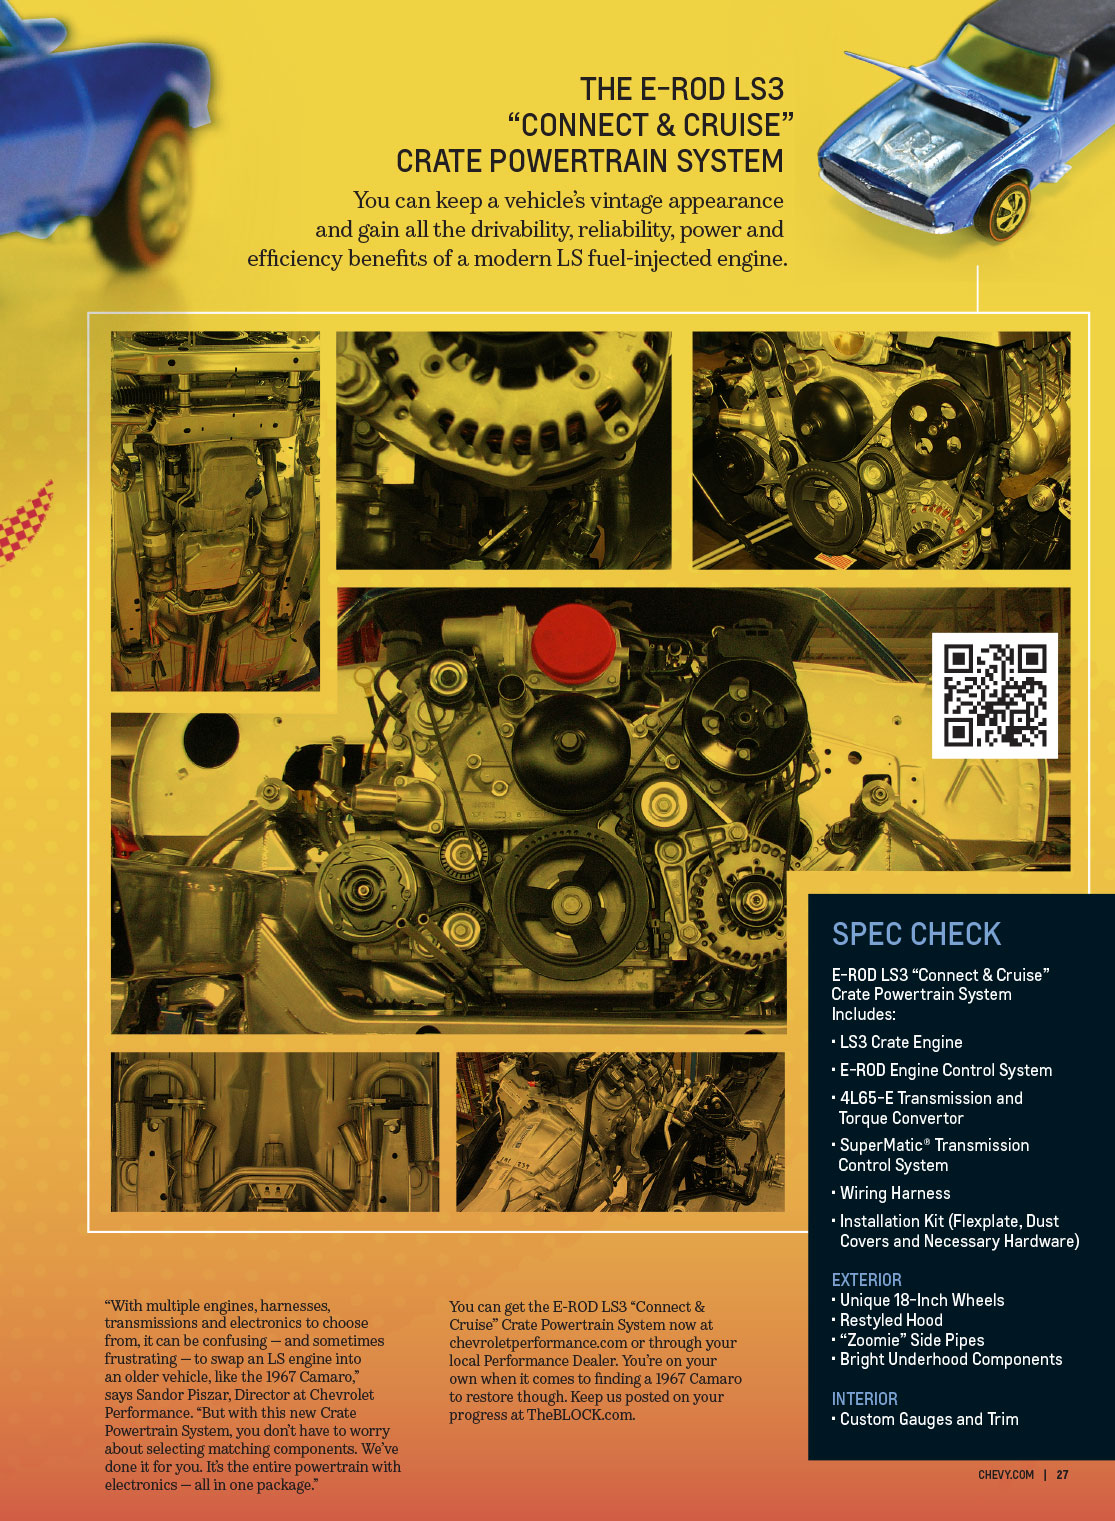 THE E-ROD LS3
“CONNECT & CRUISE”
CRATE POWERTRAIN SYSTEM
You can keep a vehicle’s vintage appearance
and gain all the drivability, reliability, power and
efficiency benefits of a modern LS fuel-injected engine.
SPEC CHECK
E-ROD LS3 “Connect & Cruise”
Crate Powertrain System
Includes:
• LS3 Crate Engine
• E-ROD Engine Control System
• 4L65-E Transmission and
Torque Convertor
• SuperMatic® Transmission
Control System
• Wiring Harness
• Installation Kit (Flexplate, Dust
Covers and Necessary Hardware)
EXTERIOR
• Unique 18-Inch Wheels
• Restyled Hood
• “Zoomie” Side Pipes
• Bright Underhood Components
INTERIOR
• Custom Gauges and Trim
“With multiple engines, harnesses,
transmissions and electronics to choose
from, it can be confusing — and sometimes
frustrating — to swap an LS engine into
an older vehicle, like the 1967 Camaro,”
says Sandor Piszar, Director at Chevrolet
Performance. “But with this new Crate
Powertrain System, you don’t have to worry
about selecting matching components. We’ve
done it for you. It’s the entire powertrain with
electronics — all in one package.”
You can get the E-ROD LS3 “Connect &
Cruise” Crate Powertrain System now at
chevroletperformance.com or through your
local Performance Dealer. You’re on your
own when it comes to finding a 1967 Camaro
to restore though. Keep us posted on your
progress at TheBLOCK.com.
CHEVY.COM | 27